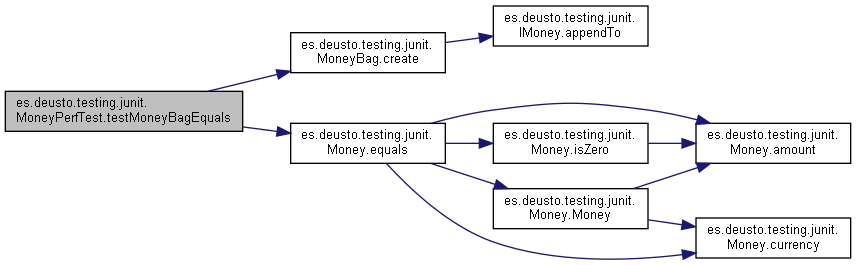 es.deusto.testing.junit.
IMoney.appendTo
es.deusto.testing.junit.
MoneyBag.create
es.deusto.testing.junit.
MoneyPerfTest.testMoneyBagEquals
es.deusto.testing.junit.
Money.equals
es.deusto.testing.junit.
Money.isZero
es.deusto.testing.junit.
Money.amount
es.deusto.testing.junit.
Money.Money
es.deusto.testing.junit.
Money.currency